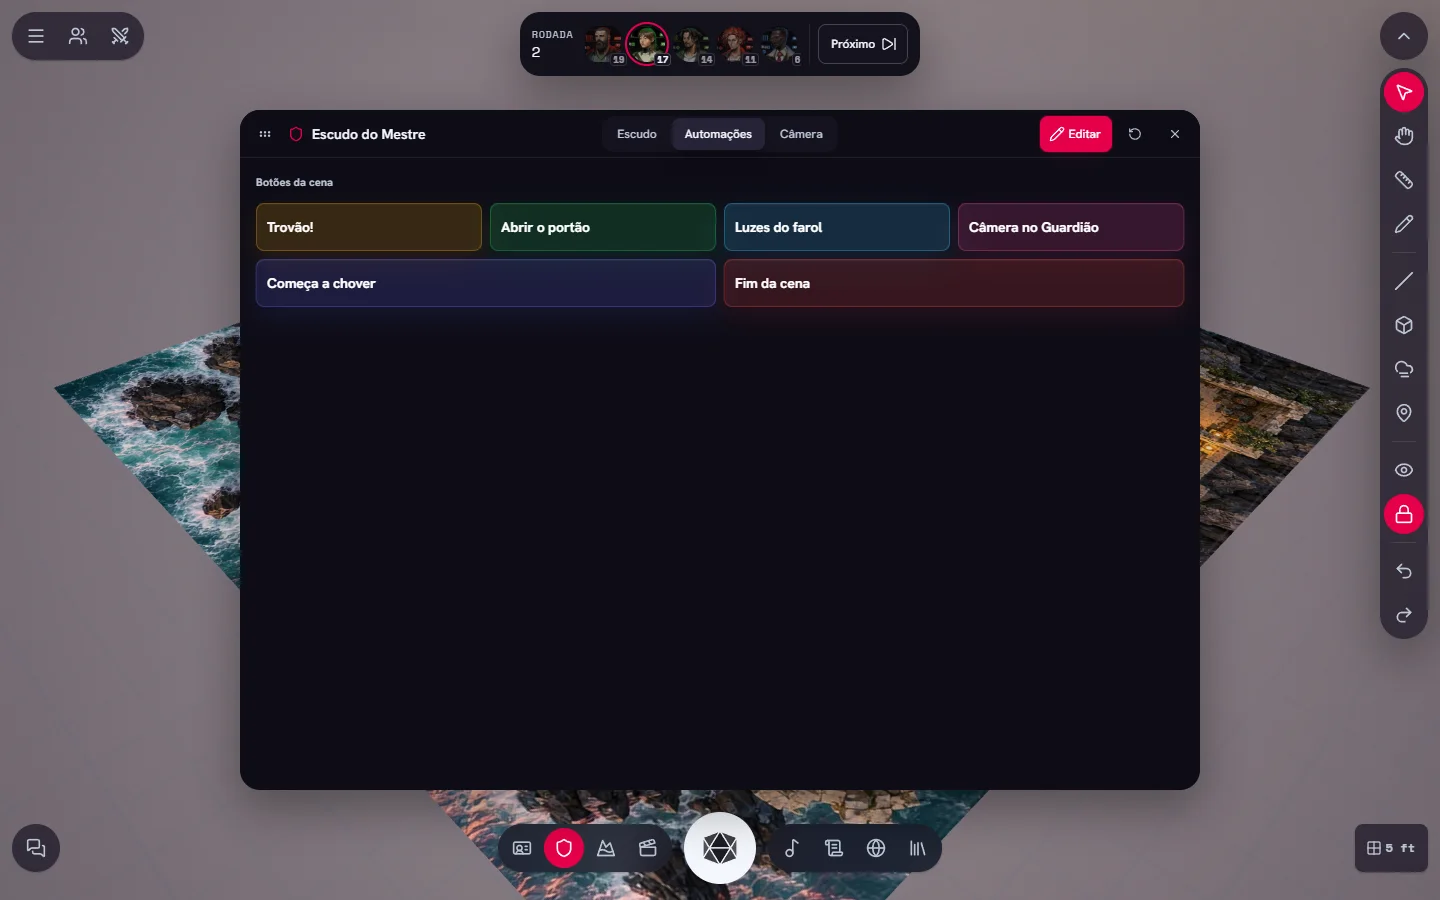 RODADA
2
19
17
14
11
6
Próximo
Escudo do Mestre
Escudo
Automações
Câmera
Editar
Botões da cena
Trovão!
Abrir o portão
Luzes do farol
Câmera no Guardião
Começa a chover
Fim da cena
5 ft